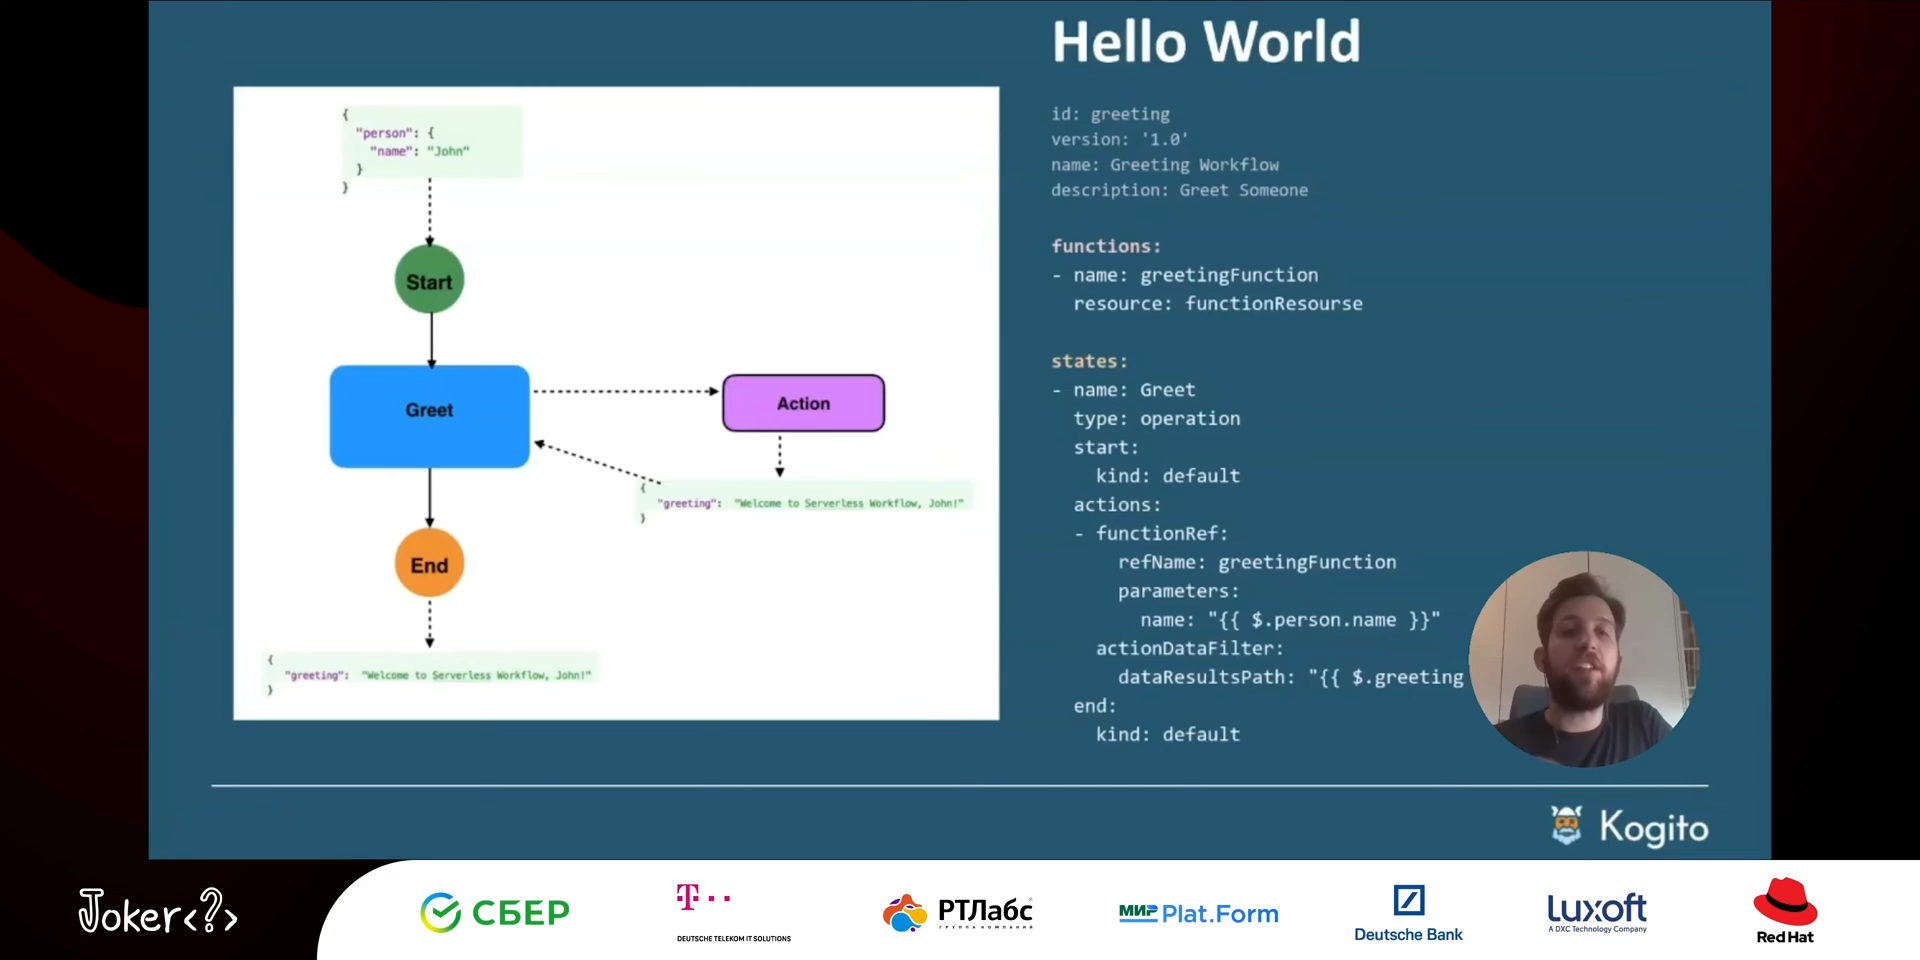 Hello World
{
"person": {
"name": "John"
}
}
Start
Greet
Action
{
"greeting": "Welcome to Serverless Workflow, John!"
}
End
{
"greeting": "Welcome to Serverless Workflow, John!"
}
id: greeting
version: '1.0'
name: Greeting Workflow
description: Greet Someone
functions:
- name: greetingFunction
resource: functionResourse
states:
- name: Greet
type: operation
start:
kind: default
actions:
- functionRef:
refName: greetingFunction
parameters:
name: "{{ $.person.name }}"
actionDataFilter:
dataResultsPath: "{{ $.greeting
end:
kind: default
Kogito
Joker<?>
СБЕР
T
DEUTSCHE TELEKOM IT SOLUTIONS
РТЛабс
ГРУППА КОМПАНИЙ
МИР Plat.Form
Deutsche Bank
Luxoft
A DXC Technology Company
Red Hat